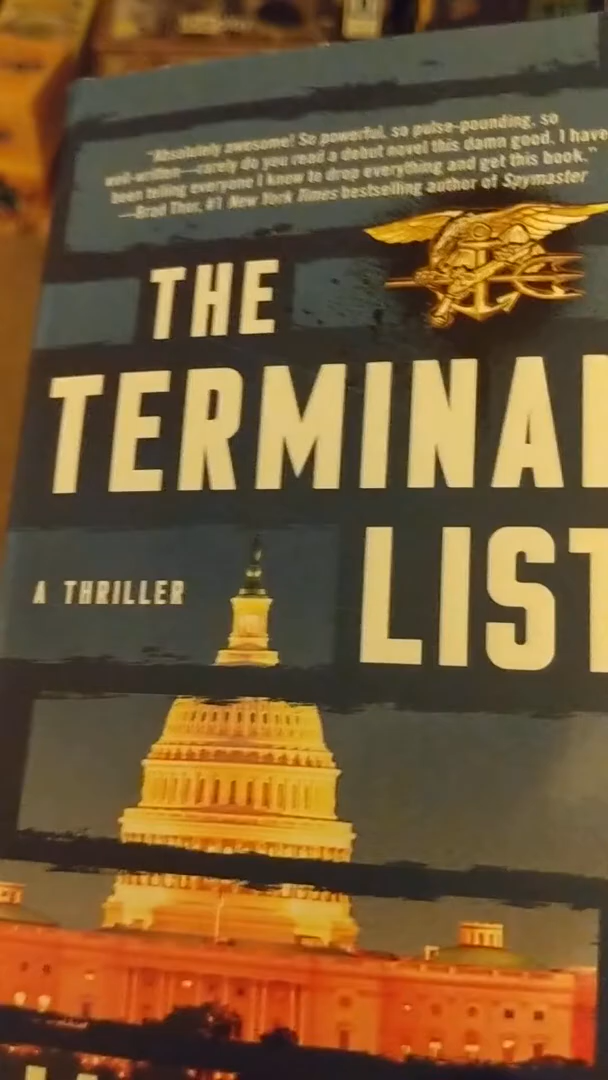 "Absolutely awesome! So powerful, so pulse-pounding, so
well-written—rarely do you read a debut novel this damn good. I have
been telling everyone I know to drop everything and get this book."
—Brad Thor, #1 New York Times bestselling author of Spymaster
THE
TERMINAL
LIST
A THRILLER